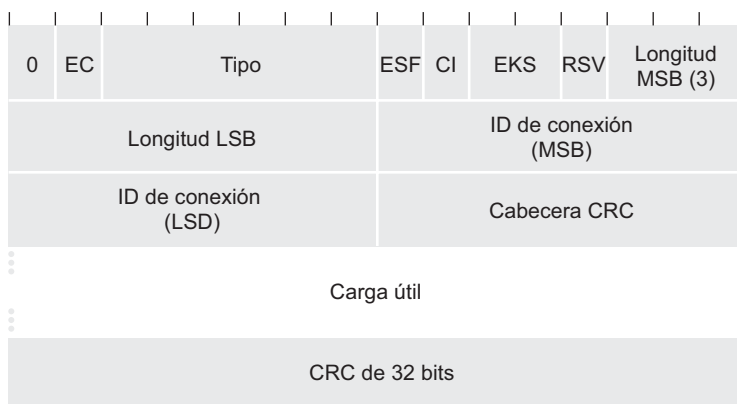 0 EC Tipo ESF CI EKS RSV Longitud
MSB (3)
Longitud LSB
ID de conexión
(MSB)
ID de conexión
(LSD)
Cabecera CRC
Carga útil
CRC de 32 bits